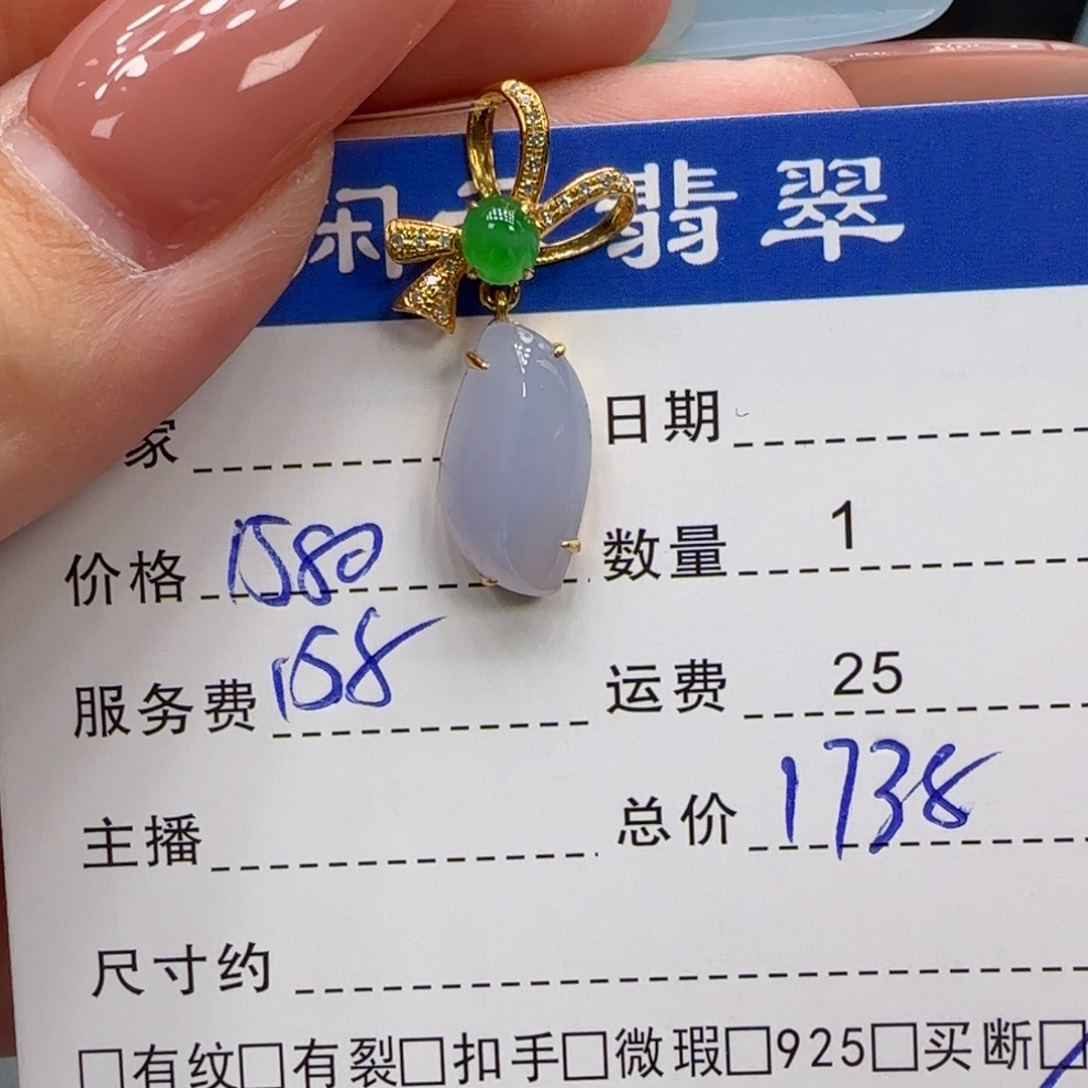 闲 翡翠
家 日期
价格 1580 数量 1
服务费 158 运费 25
主播 总价 1738
尺寸约
□有纹□有裂□扣手□微瑕□925□买断□